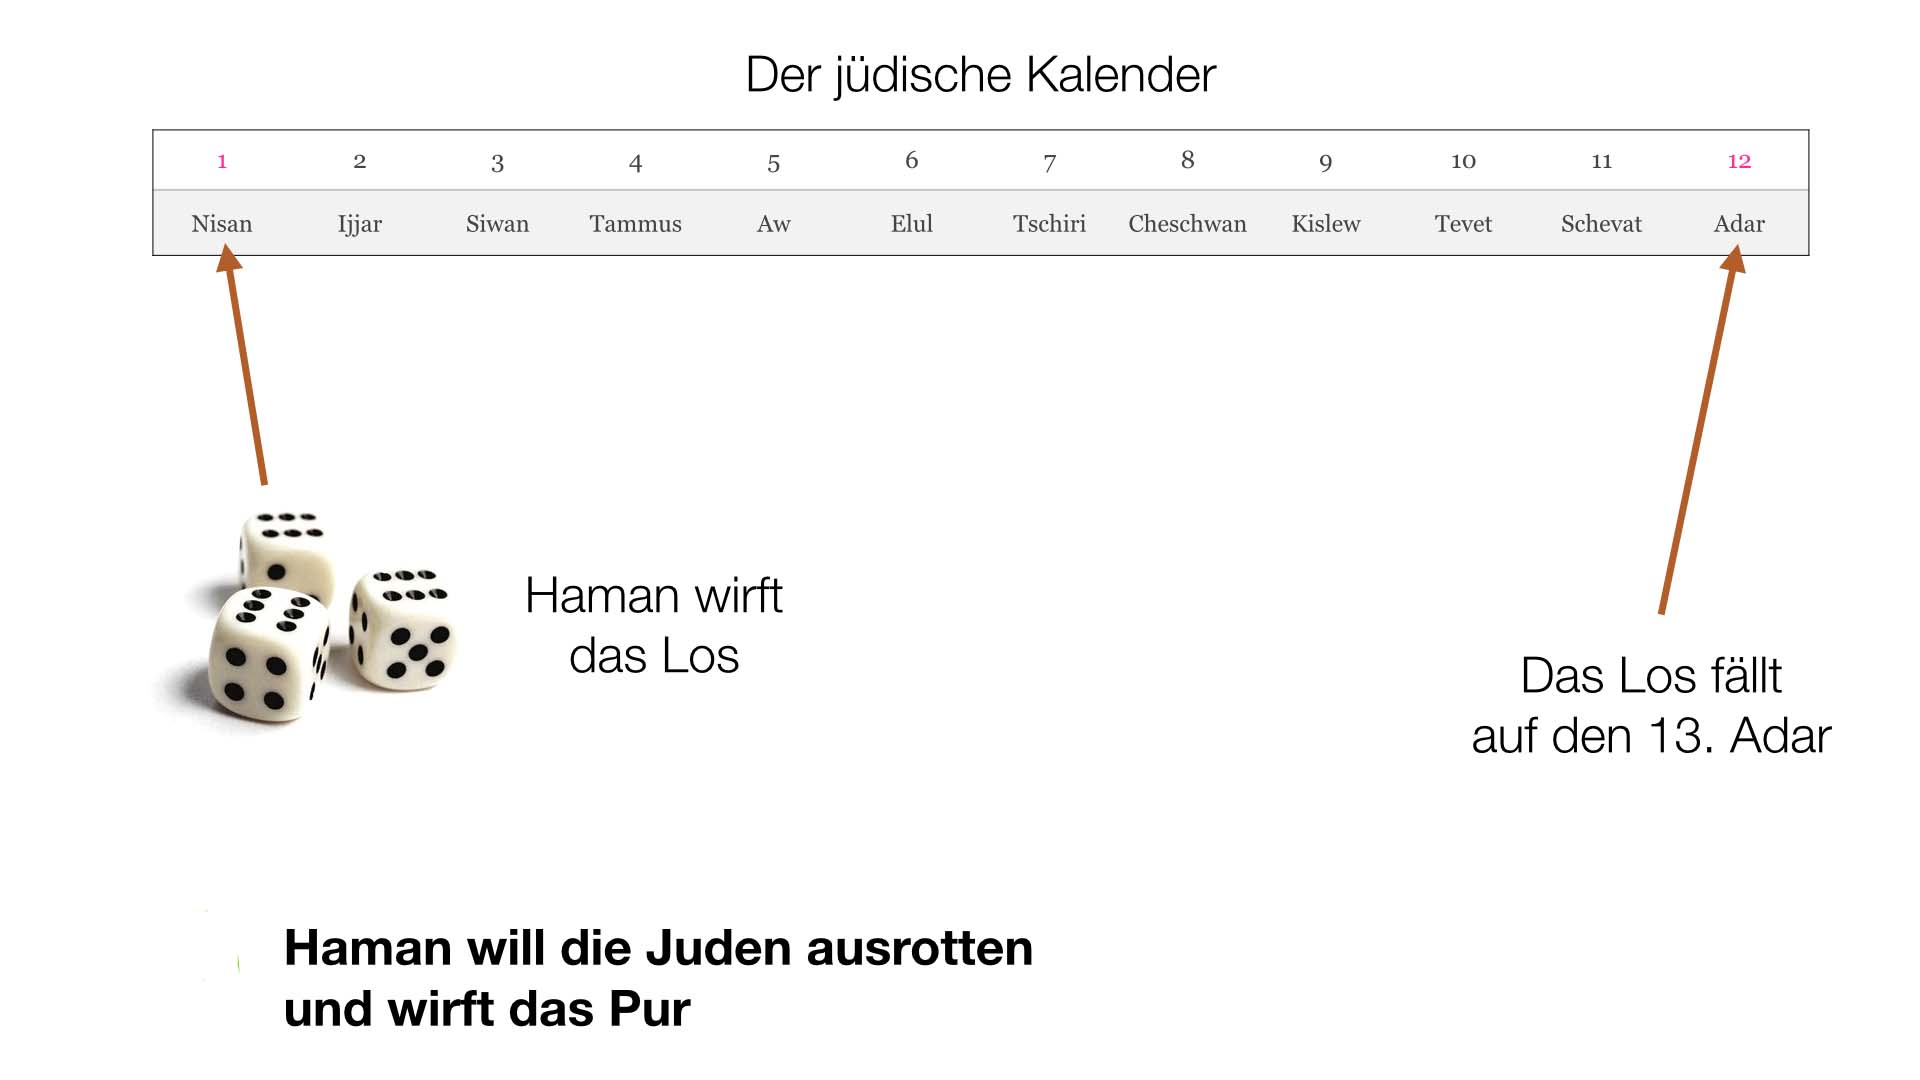 Der jüdische Kalender
1 2 3 4 5 6 7 8 9 10 11 12
Nisan Ijjar Siwan Tammus Aw Elul Tschiri Cheschwan Kislew Tevet Schevat Adar
Haman wirft
das Los
Das Los fällt
auf den 13. Adar
Haman will die Juden ausrotten
und wirft das Pur